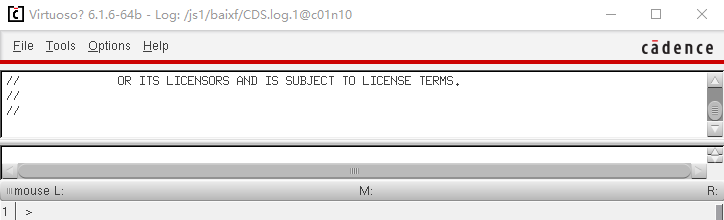 Virtuoso? 6.1.6-64b - Log: /js1/baixf/CDS.log.1@c01n10
File Tools Options Help cādence
// OR ITS LICENSORS AND IS SUBJECT TO LICENSE TERMS.
//
//
mouse L: M: R:
1 >